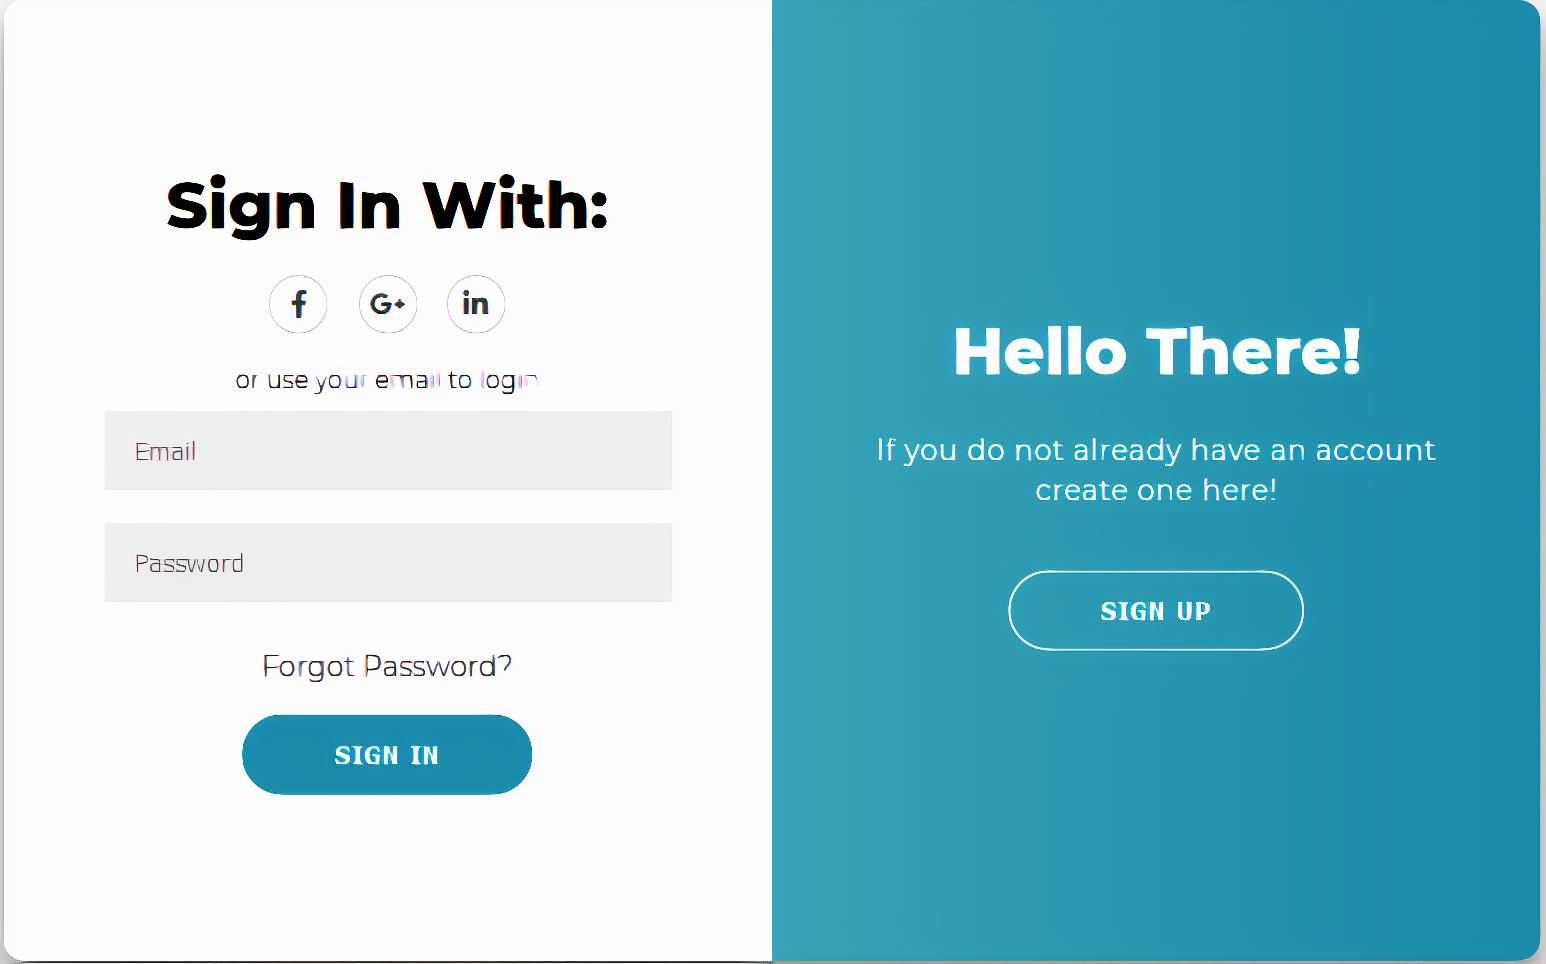 Sign In With:
f G+ in
or use your email to login
Email
Password
Forgot Password?
SIGN IN
Hello There!
If you do not already have an account
create one here!
SIGN UP